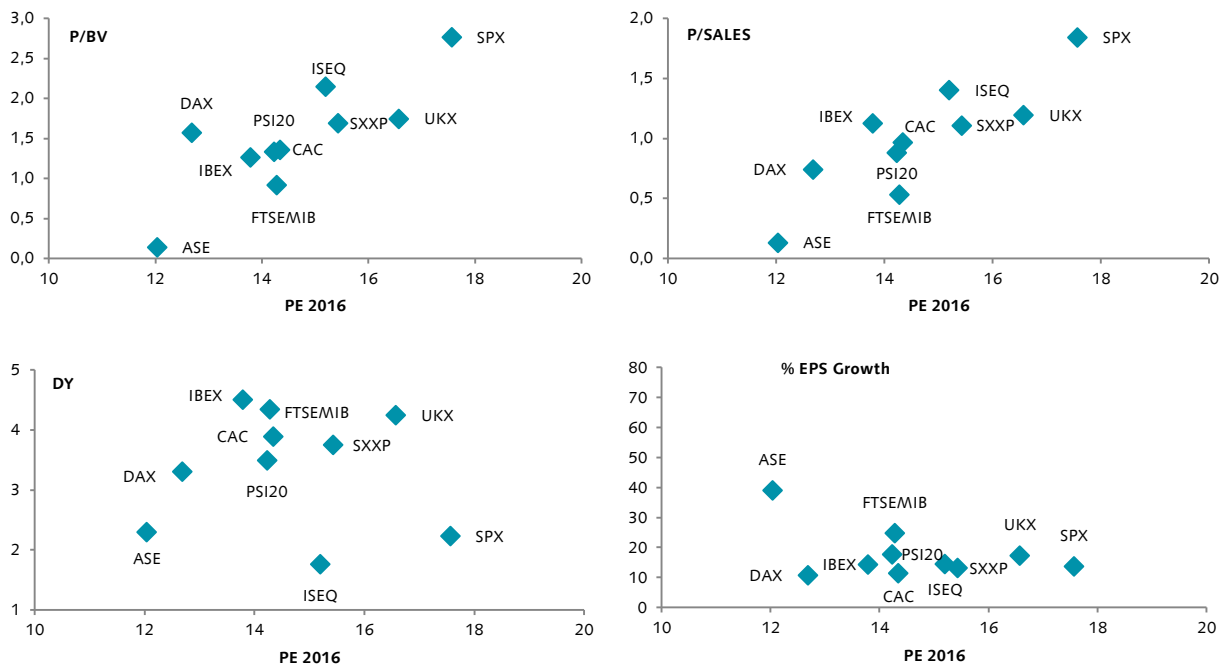 P/BV
3,0
2,5
2,0
1,5
1,0
0,5
0,0
SPX
ISEQ
DAX
PSI20
SXXP
UKX
CAC
IBEX
FTSEMIB
ASE
10 12 14 16 18 20
PE 2016
P/SALES
2,0
1,5
1,0
0,5
0,0
SPX
ISEQ
IBEX
CAC
SXXP
UKX
DAX
PSI20
FTSEMIB
ASE
10 12 14 16 18 20
PE 2016
DY
5
4
3
2
1
IBEX
FTSEMIB
UKX
CAC
SXXP
DAX
PSI20
ASE
SPX
ISEQ
10 12 14 16 18 20
PE 2016
% EPS Growth
80
70
60
50
40
30
20
10
0
ASE
FTSEMIB
UKX
SPX
PSI20
IBEX
SXXP
DAX
ISEQ
CAC
10 12 14 16 18 20
PE 2016